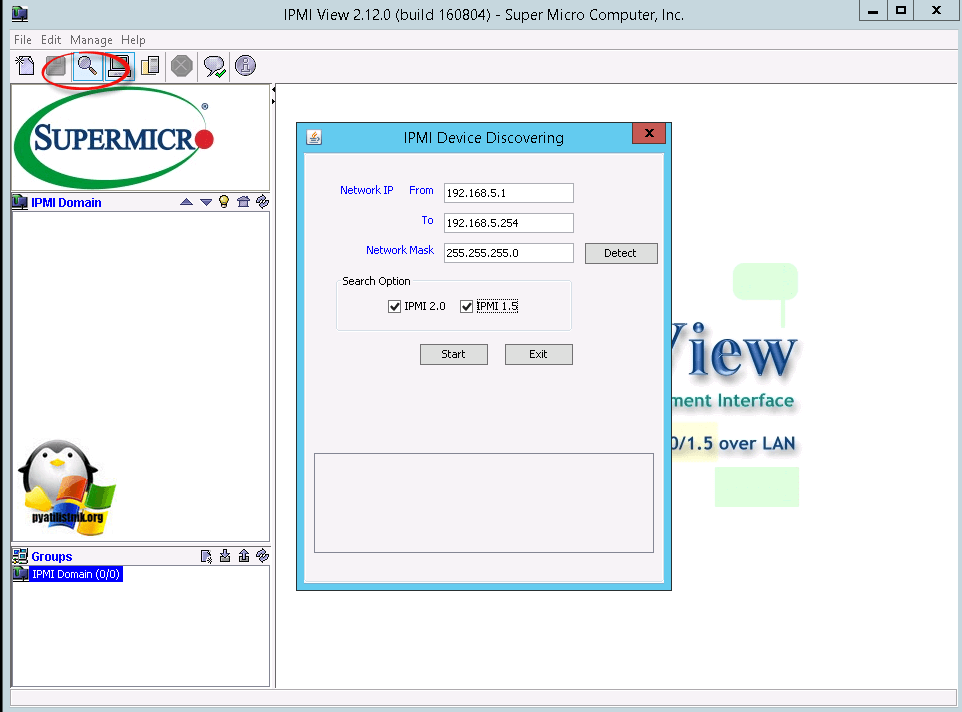 IPMI View 2.12.0 (build 160804) - Super Micro Computer, Inc.
File Edit Manage Help
SUPERMICRO
®
IPMI Domain
IPMI Device Discovering
Network IP From 192.168.5.1
To 192.168.5.254
Network Mask 255.255.255.0 Detect
Search Option
IPMI 2.0 IPMI 1.5
Start Exit
View
ment Interface
0/1.5 over LAN
pyatilistnik.org
Groups
IPMI Domain (0/0)